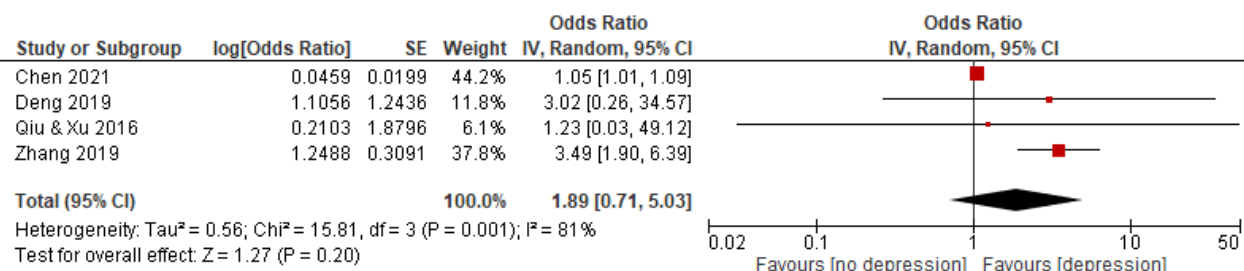 Odds Ratio Odds Ratio
Study or Subgroup log[Odds Ratio] SE Weight IV, Random, 95% CI IV, Random, 95% CI
Chen 2021 0.0459 0.0199 44.2% 1.05 [1.01, 1.09]
Deng 2019 1.1056 1.2436 11.8% 3.02 [0.26, 34.57]
Qiu & Xu 2016 0.2103 1.8796 6.1% 1.23 [0.03, 49.12]
Zhang 2019 1.2488 0.3091 37.8% 3.49 [1.90, 6.39]
Total (95% CI) 100.0% 1.89 [0.71, 5.03]
Heterogeneity: Tau² = 0.56; Chi² = 15.81, df = 3 (P = 0.001); I² = 81%
Test for overall effect: Z = 1.27 (P = 0.20)
0.02 0.1 1 10 50
Favours [no depression] Favours [depression]